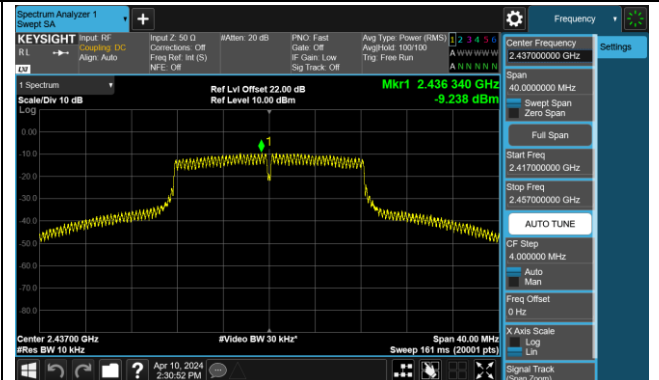 Spectrum Analyzer 1
Swept SA
Frequency
KEYSIGHT
RL
Input: RF
Coupling: DC
Align: Auto
Input Z: 50 Ω
Corrections: Off
Freq Ref: Int (S)
NFE: Off
#Atten: 20 dB
PNO: Fast
Gate: Off
IF Gain: Low
Sig Track: Off
Avg Type: Power (RMS)
Avg|Hold: 100/100
Trig: Free Run
1 2 3 4 5 6
A W W W W W
A N N N N N
LXI
1 Spectrum
Scale/Div 10 dB
Log
Ref Lvl Offset 22.00 dB
Ref Level 10.00 dBm
Mkr1 2.436 340 GHz
-9.238 dBm
1
0.00
-10.0
-20.0
-30.0
-40.0
-50.0
-60.0
-70.0
-80.0
Center 2.43700 GHz
#Res BW 10 kHz
#Video BW 30 kHz*
Span 40.00 MHz
Sweep 161 ms (20001 pts)
Apr 10, 2024
2:30:52 PM
Center Frequency
2.437000000 GHz
Settings
Span
40.0000000 MHz
Swept Span
Zero Span
Full Span
Start Freq
2.417000000 GHz
Stop Freq
2.457000000 GHz
AUTO TUNE
CF Step
4.000000 MHz
Auto
Man
Freq Offset
0 Hz
X Axis Scale
Log
Lin
Signal Track
(Span Zoom)